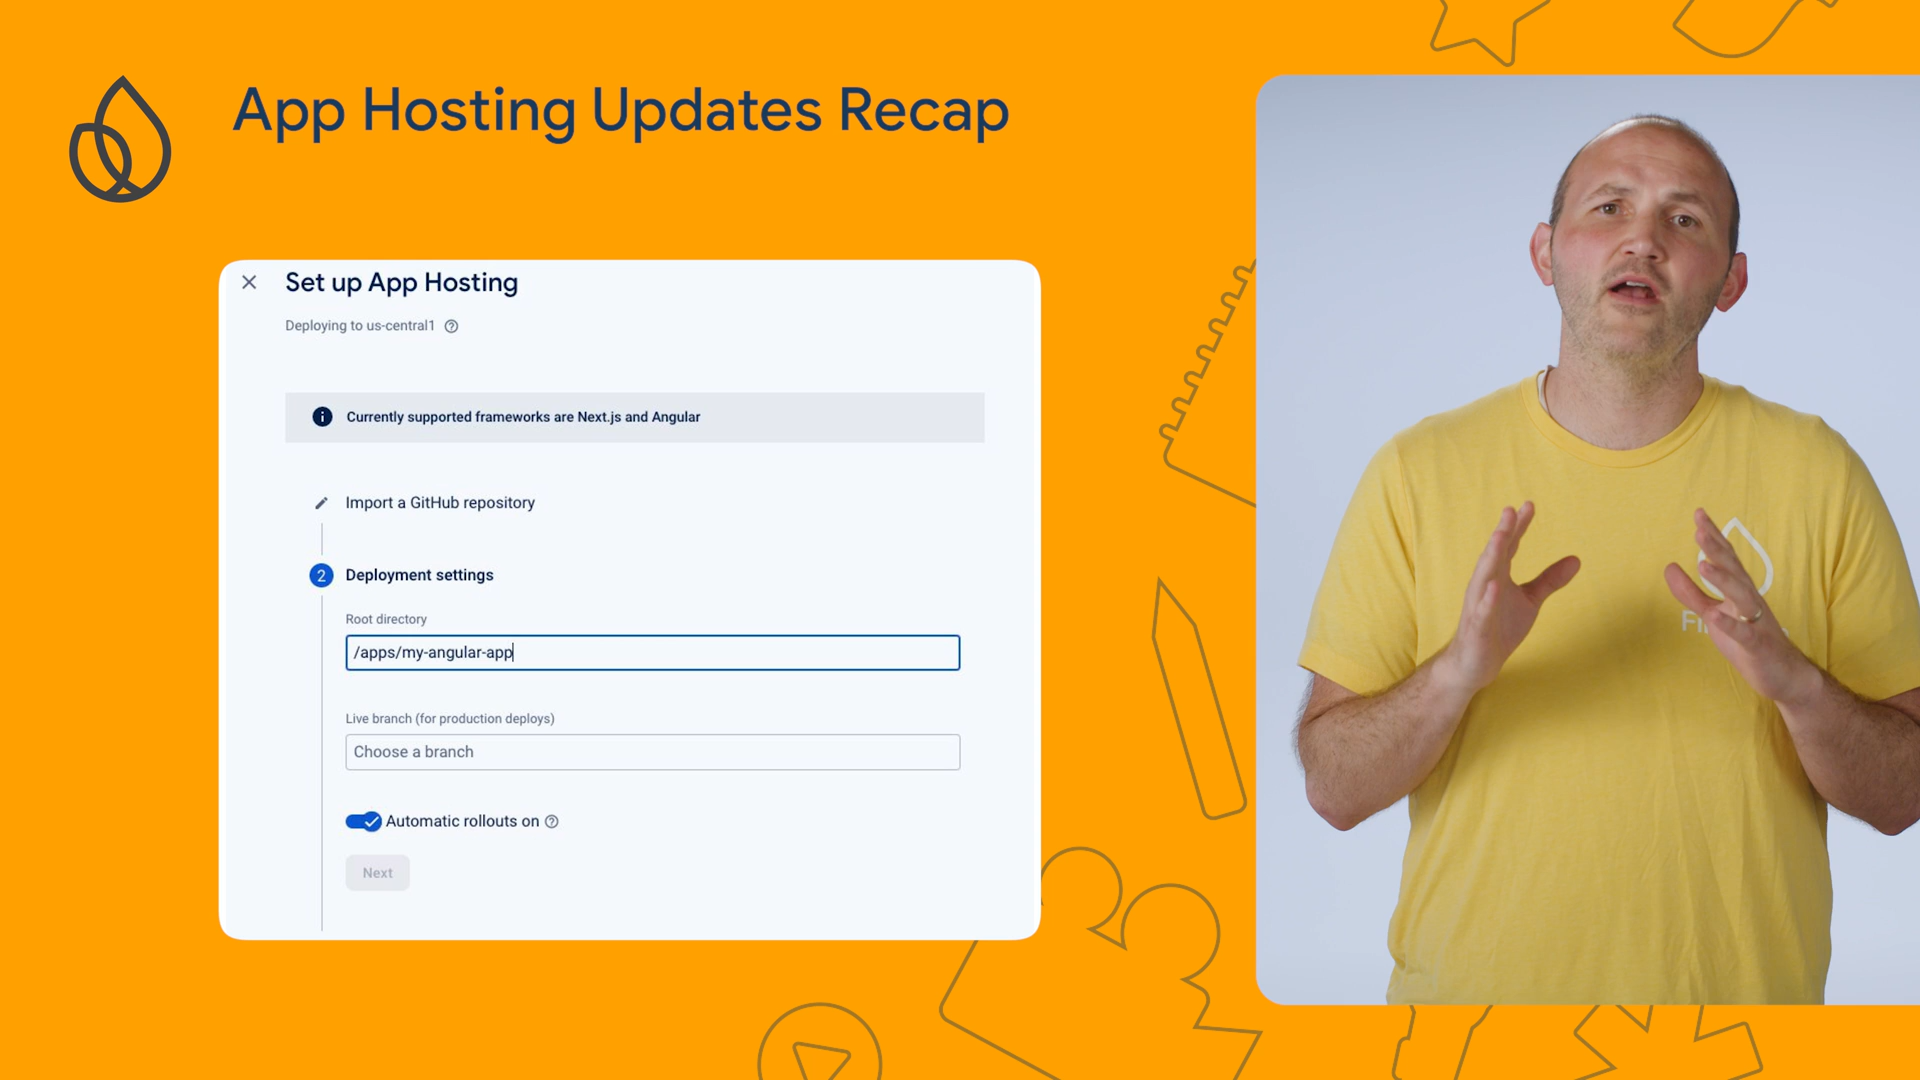 App Hosting Updates Recap
Set up App Hosting
Deploying to us-central1
Currently supported frameworks are Next.js and Angular
Import a GitHub repository
2 Deployment settings
Root directory
/apps/my-angular-app
Live branch (for production deploys)
Choose a branch
Automatic rollouts on
Next